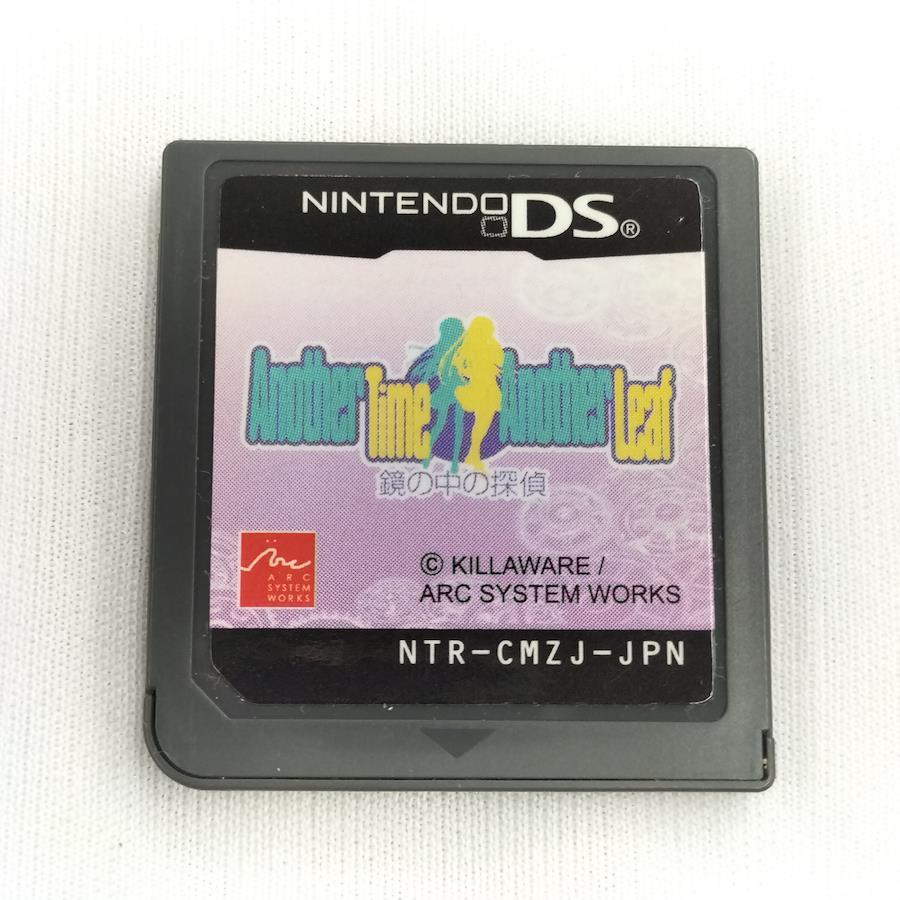 NINTENDO DS®
Another Time Another Leaf
鏡の中の探偵
Arc
ARC
SYSTEM
WORKS
© KILLAWARE /
ARC SYSTEM WORKS
NTR-CMZJ-JPN